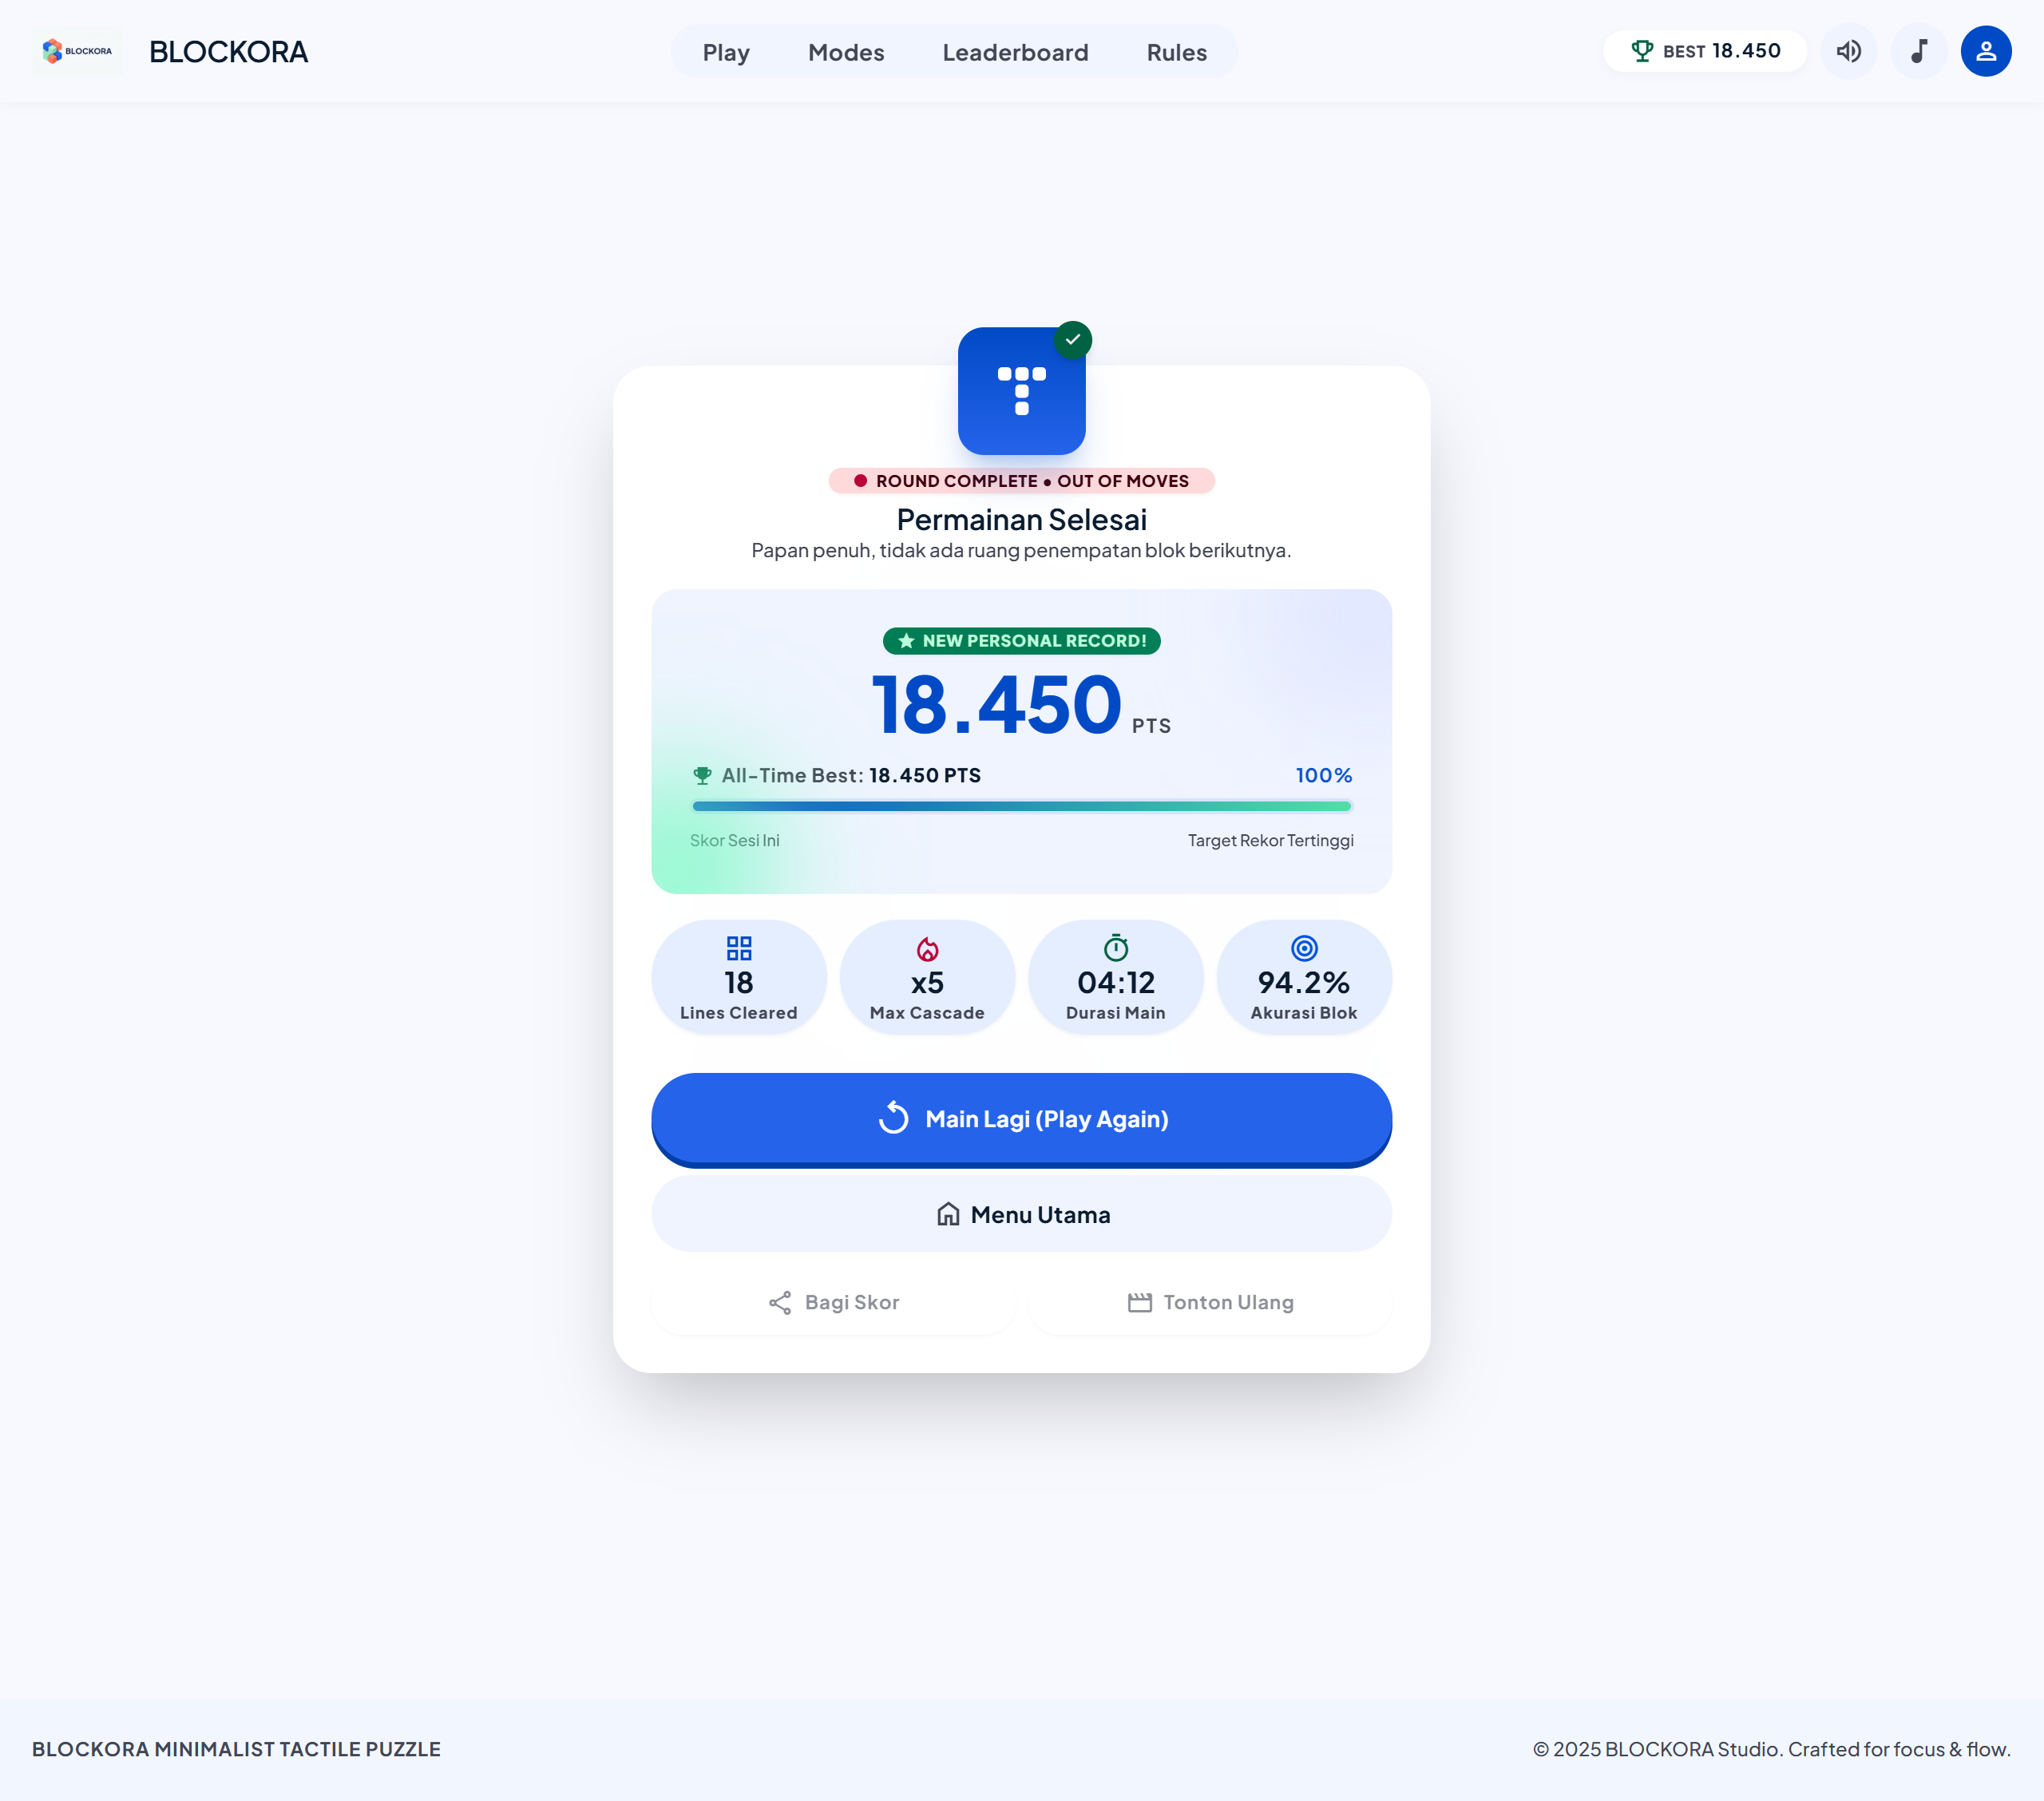 BLOCKORA
BLOCKORA
Play
Modes
Leaderboard
Rules
BEST 18.450
ROUND COMPLETE • OUT OF MOVES
Permainan Selesai
Papan penuh, tidak ada ruang penempatan blok berikutnya.
NEW PERSONAL RECORD!
18.450 PTS
All-Time Best: 18.450 PTS
100%
Skor Sesi Ini
Target Rekor Tertinggi
18
Lines Cleared
x5
Max Cascade
04:12
Durasi Main
94.2%
Akurasi Blok
Main Lagi (Play Again)
Menu Utama
Bagi Skor
Tonton Ulang
BLOCKORA MINIMALIST TACTILE PUZZLE
© 2025 BLOCKORA Studio. Crafted for focus & flow.